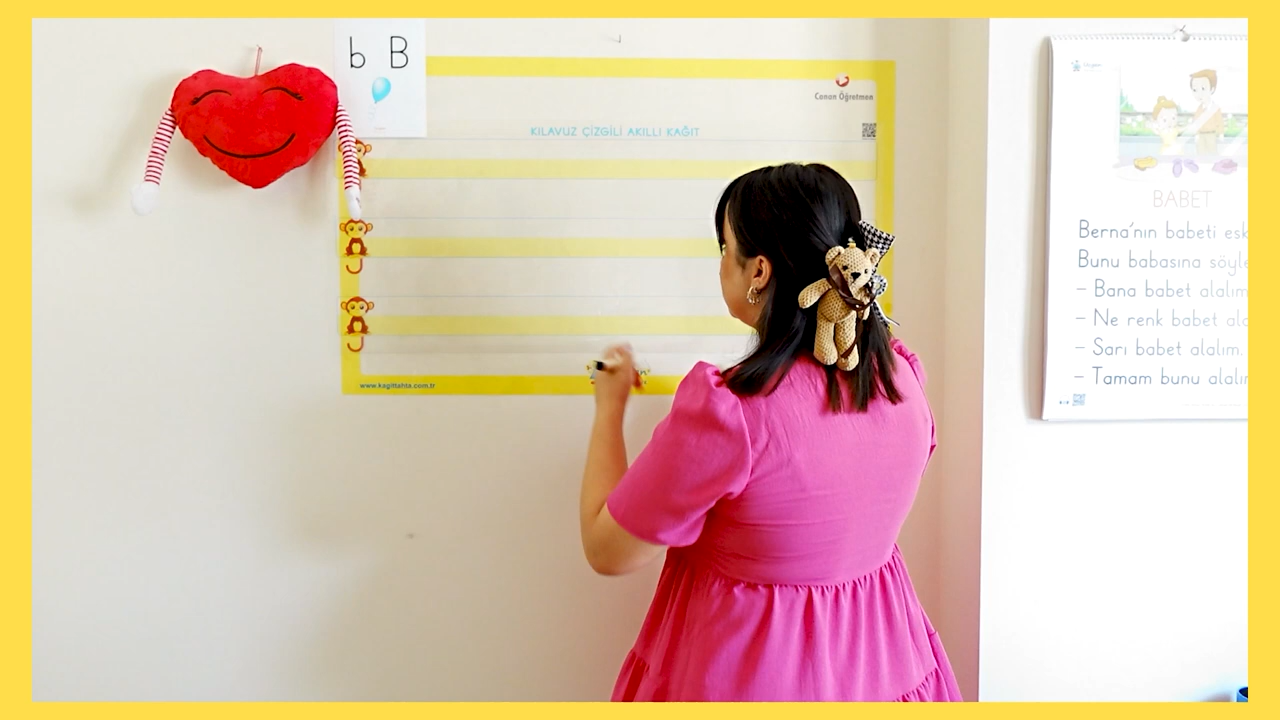 b B
Canan Öğretmen
KILAVUZ ÇİZGİLİ AKILLI KAĞIT
www.kagittahta.com.tr
BABET
Berna'nın babeti esk
Bunu babasına söyle
- Bana babet alalım
- Ne renk babet ala
- Sarı babet alalım.
- Tamam bunu alalım